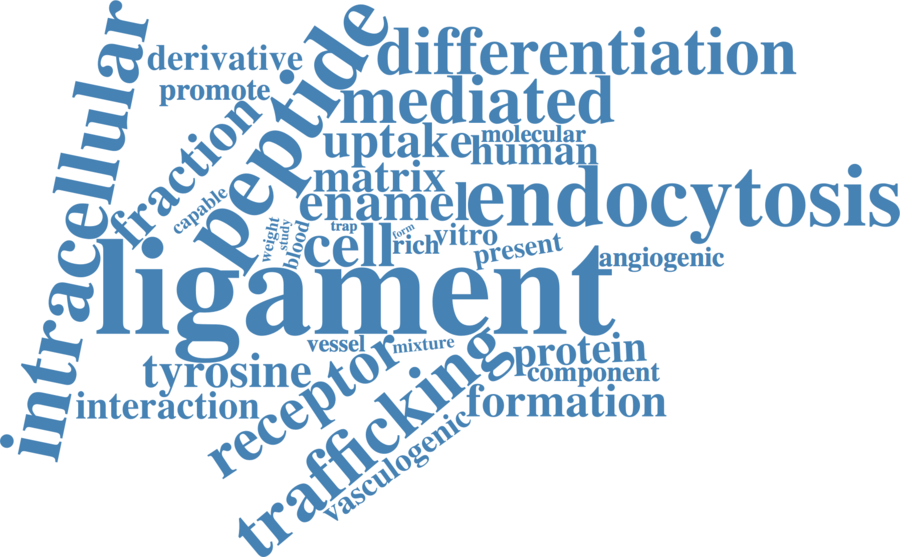 intracellular
derivative
promote
fraction
capable
peptide
differentiation
mediated
uptake
molecular
human
matrix
enamel
endocytosis
weight
study
blood
trap
form
cell
rich
vitro
present
angiogenic
ligament
vessel
mixture
protein
component
tyrosine
interaction
receptor
trafficking
vasculogenic
formation